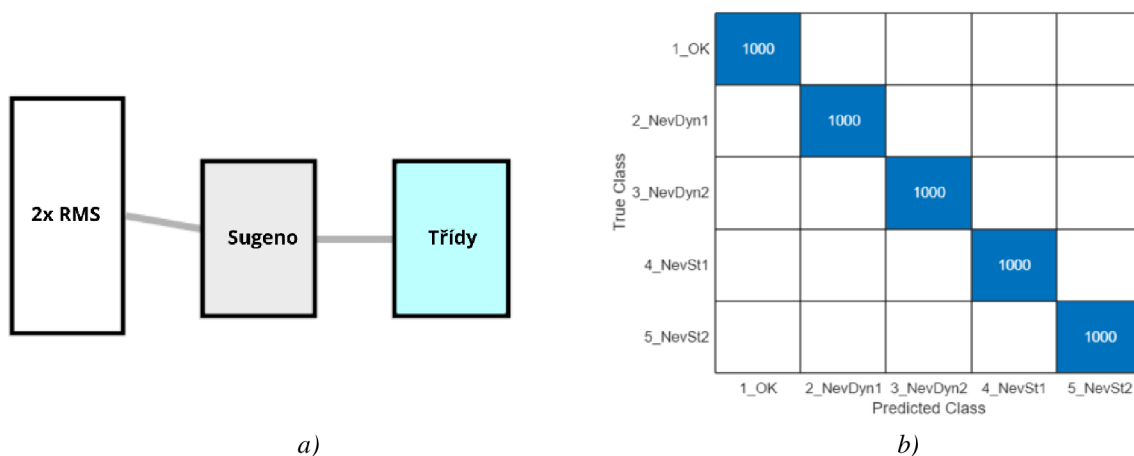 2x RMS
Sugeno
Třídy
a)
True Class
1_OK
2_NevDyn1
3_NevDyn2
4_NevSt1
5_NevSt2
1000
1000
1000
1000
1000
1_OK 2_NevDyn1 3_NevDyn2 4_NevSt1 5_NevSt2
Predicted Class
b)